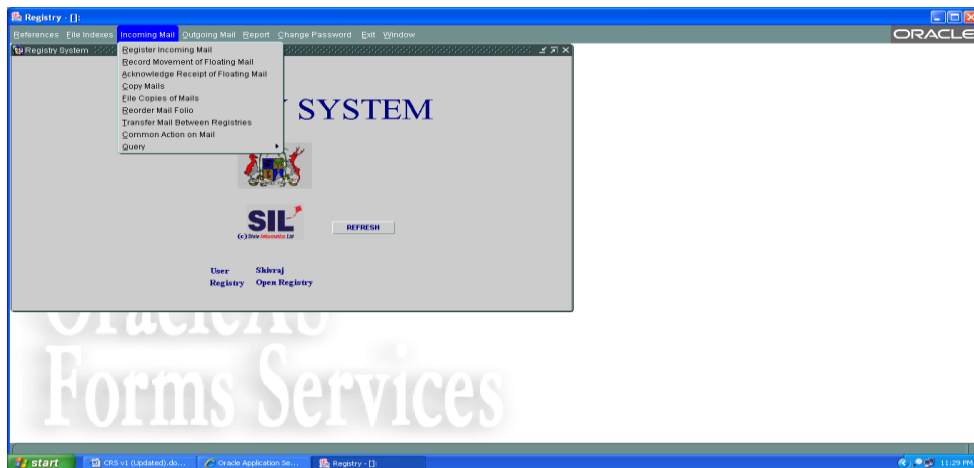 Registry - []:
References File Indexes Incoming Mail Outgoing Mail Report Change Password Exit Window
ORACLE
Registry System
Register Incoming Mail
Record Movement of Floating Mail
Acknowledge Receipt of Floating Mail
Copy Mails
File Copies of Mails
Reorder Mail Folio
Transfer Mail Between Registries
Common Action on Mail
Query
SYSTEM
SIL
(c) State Informatics Ltd
REFRESH
User Shivraj
Registry Open Registry
OracleAS
Forms Services
start CRS v1 (Updated).do... Oracle Application Se... Registry - []: 11:29 PM